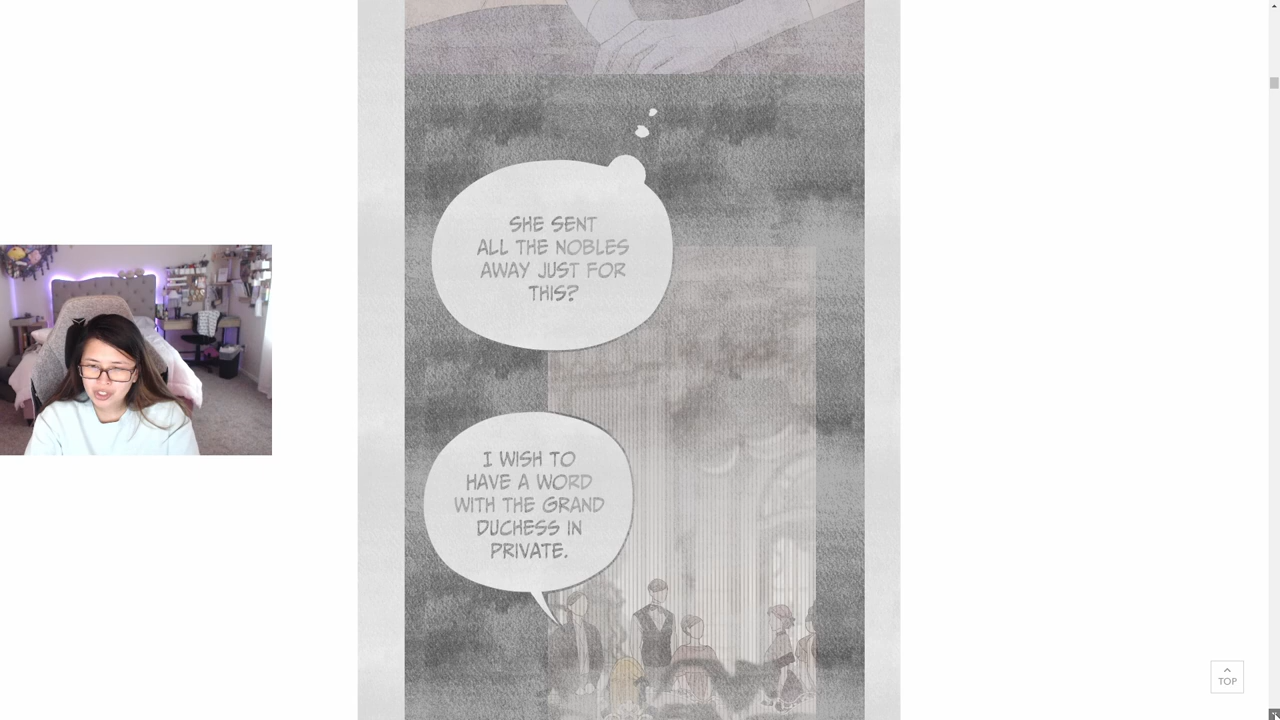 SHE SENT
ALL THE NOBLES
AWAY JUST FOR
THIS?
I WISH TO
HAVE A WORD
WITH THE GRAND
DUCHESS IN
PRIVATE.
TOP